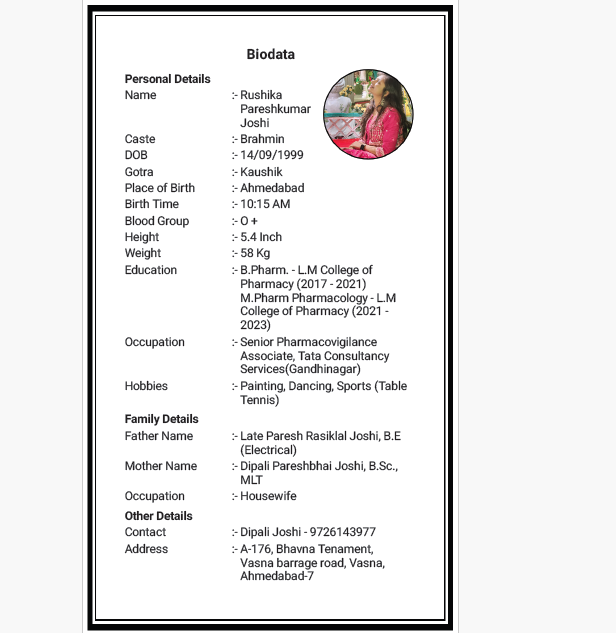 Biodata
Personal Details
Name :- Rushika
Pareshkumar
Joshi
Caste :- Brahmin
DOB :- 14/09/1999
Gotra :- Kaushik
Place of Birth :- Ahmedabad
Birth Time :- 10:15 AM
Blood Group :- O +
Height :- 5.4 Inch
Weight :- 58 Kg
Education :- B.Pharm. - L.M College of
Pharmacy (2017 - 2021)
M.Pharm Pharmacology - L.M
College of Pharmacy (2021 -
2023)
Occupation :- Senior Pharmacovigilance
Associate, Tata Consultancy
Services(Gandhinagar)
Hobbies :- Painting, Dancing, Sports (Table
Tennis)
Family Details
Father Name :- Late Paresh Rasiklal Joshi, B.E
(Electrical)
Mother Name :- Dipali Pareshbhai Joshi, B.Sc.,
MLT
Occupation :- Housewife
Other Details
Contact :- Dipali Joshi - 9726143977
Address :- A-176, Bhavna Tenament,
Vasna barrage road, Vasna,
Ahmedabad-7